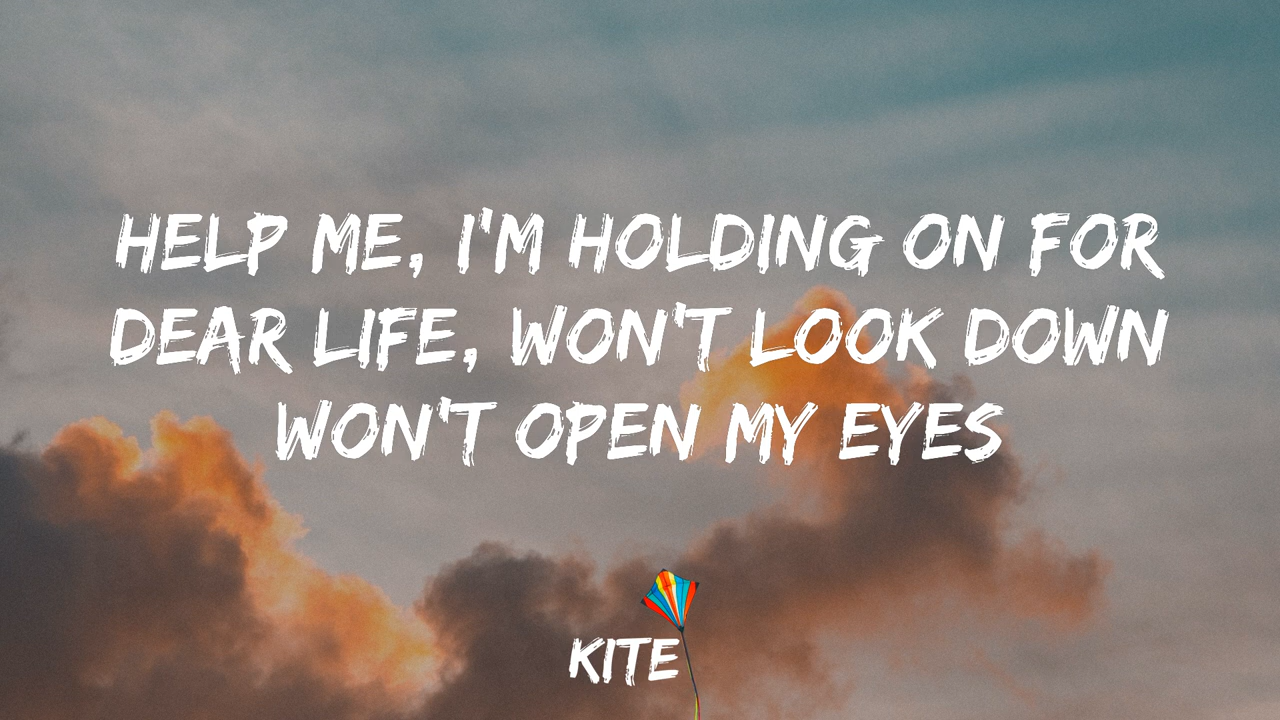 HELP ME, I'M HOLDING ON FOR
DEAR LIFE, WON'T LOOK DOWN
WON'T OPEN MY EYES
KITE